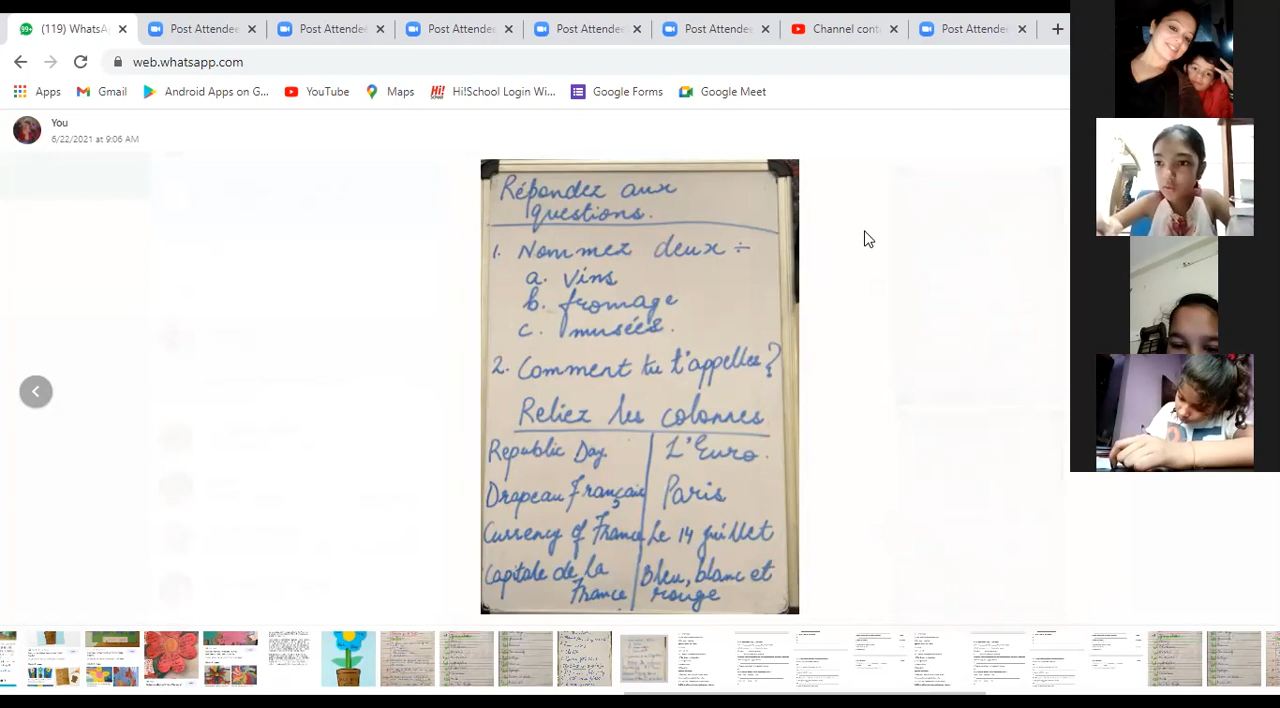 (119) WhatsA
Post Attendee
Post Attendee
Post Attendee
Post Attendee
Post Attendee
Channel cont
Post Attendee
web.whatsapp.com
Apps
Gmail
Android Apps on G...
YouTube
Maps
Hi!School Login Wi...
Google Forms
Google Meet
You
6/22/2021 at 9:06 AM
Répondez aux
questions.
1. Nommez deux ÷
a. vins
b. fromage
c. musées.
2. Comment tu t'appelles?
Reliez les colonnes
Republic Day. L'Euro.
Drapeau Français Paris
Currency of France Le 14 juillet
Capitale de la Bleu, blanc et
France rouge